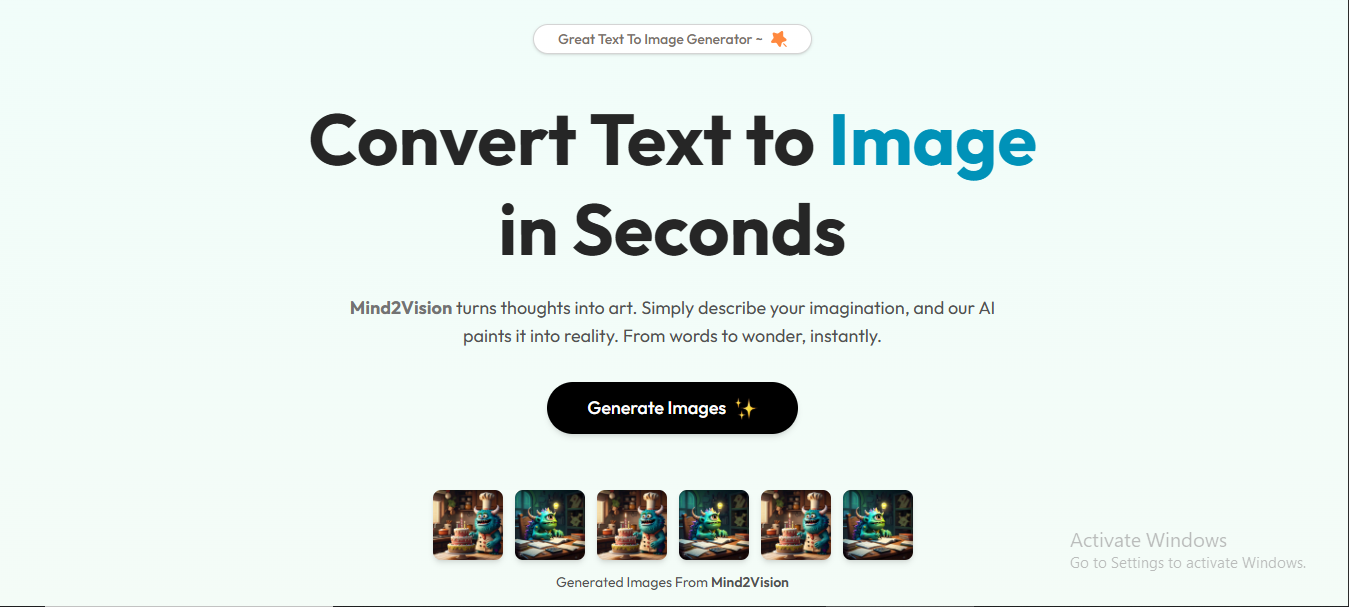 Great Text To Image Generator ~
Convert Text to Image
in Seconds
Mind2Vision turns thoughts into art. Simply describe your imagination, and our AI
paints it into reality. From words to wonder, instantly.
Generate Images ✨
Generated Images From Mind2Vision
Activate Windows
Go to Settings to activate Windows.